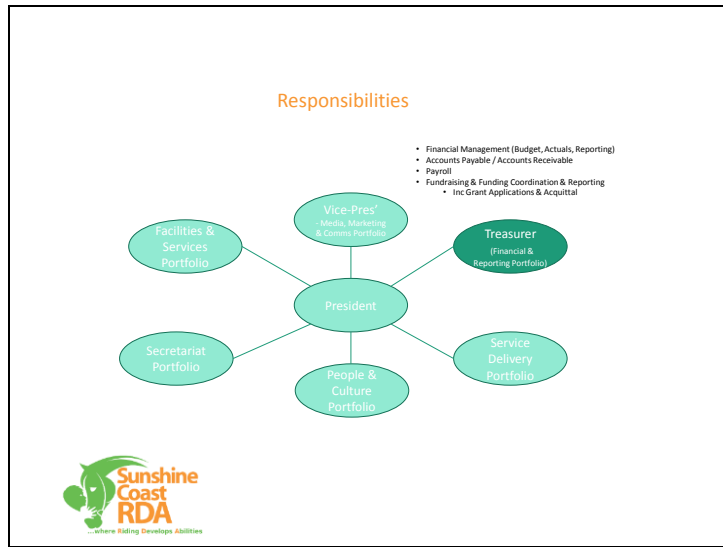 Responsibilities
• Financial Management (Budget, Actuals, Reporting)
• Accounts Payable / Accounts Receivable
• Payroll
• Fundraising & Funding Coordination & Reporting
• Inc Grant Applications & Acquittal
Vice-Pres'
- Media, Marketing
& Comms Portfolio
Facilities &
Services
Portfolio
Treasurer
(Financial &
Reporting Portfolio)
President
Secretariat
Portfolio
People &
Culture
Portfolio
Service
Delivery
Portfolio
Sunshine
Coast
RDA
...where Riding Develops Abilities